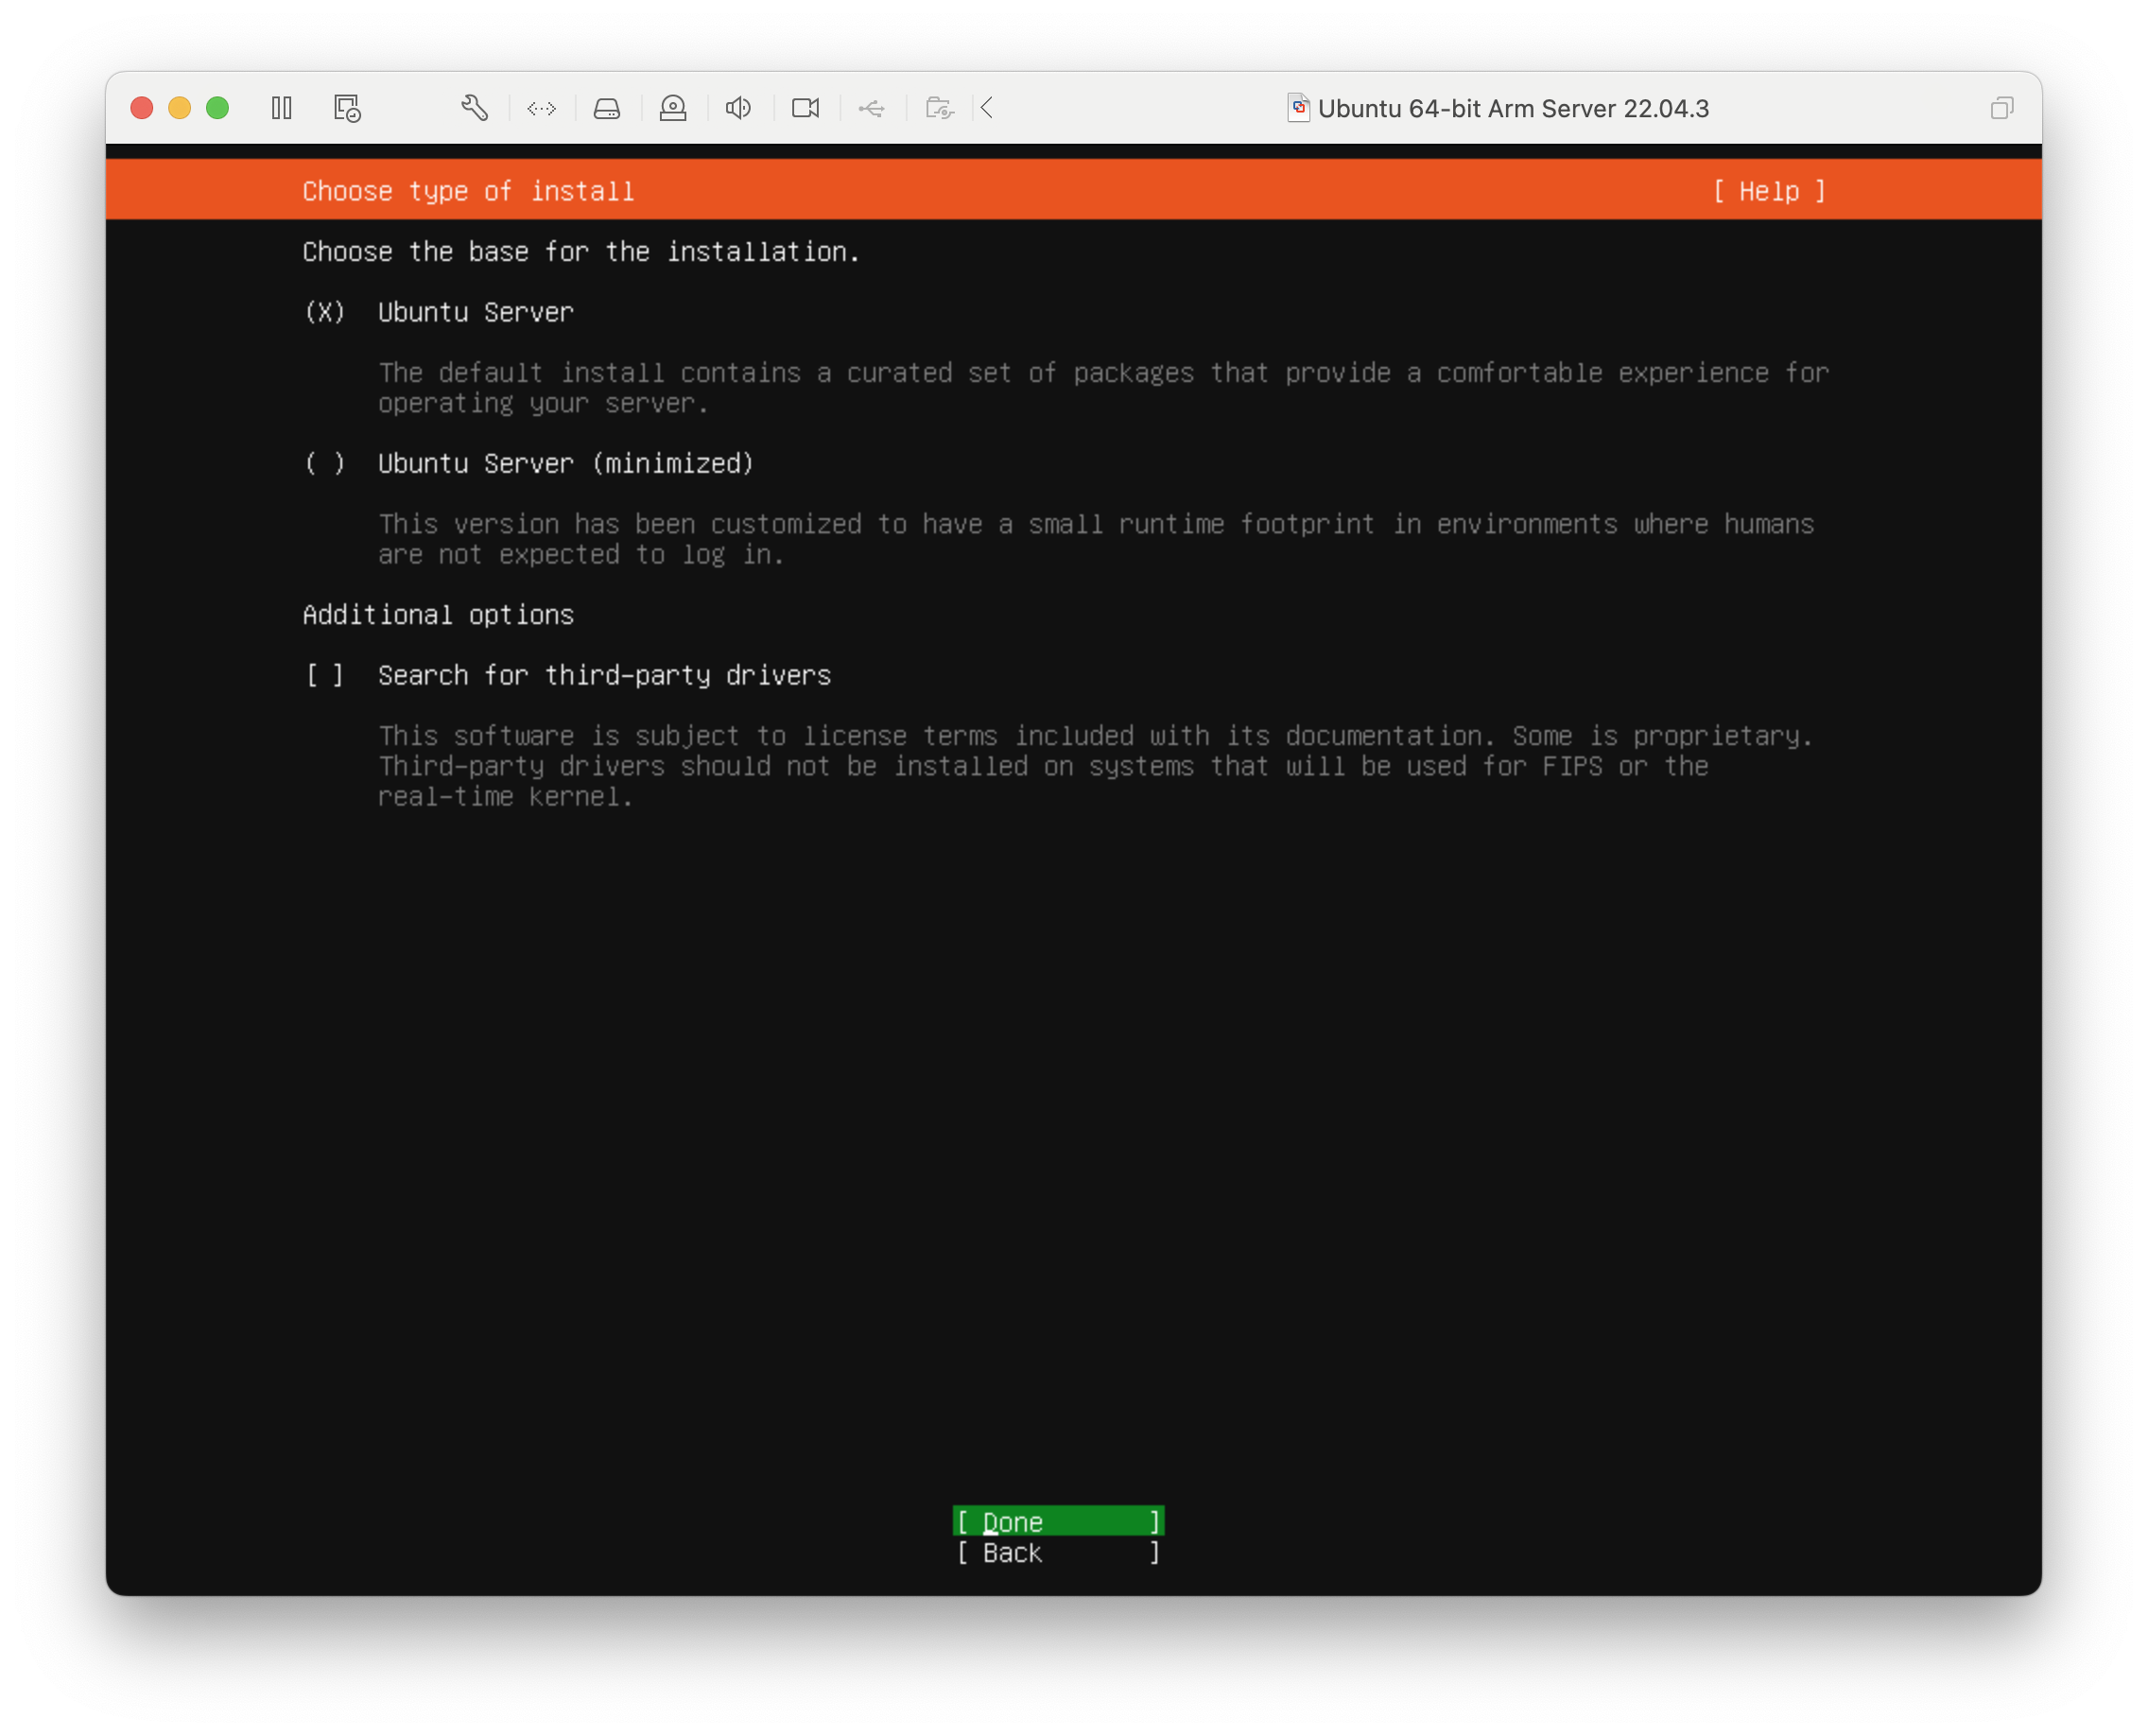 Ubuntu 64-bit Arm Server 22.04.3
Choose type of install [ Help ]
Choose the base for the installation.
(X) Ubuntu Server
The default install contains a curated set of packages that provide a comfortable experience for
operating your server.
( ) Ubuntu Server (minimized)
This version has been customized to have a small runtime footprint in environments where humans
are not expected to log in.
Additional options
[ ] Search for third-party drivers
This software is subject to license terms included with its documentation. Some is proprietary.
Third-party drivers should not be installed on systems that will be used for FIPS or the
real-time kernel.
[ Done ]
[ Back ]